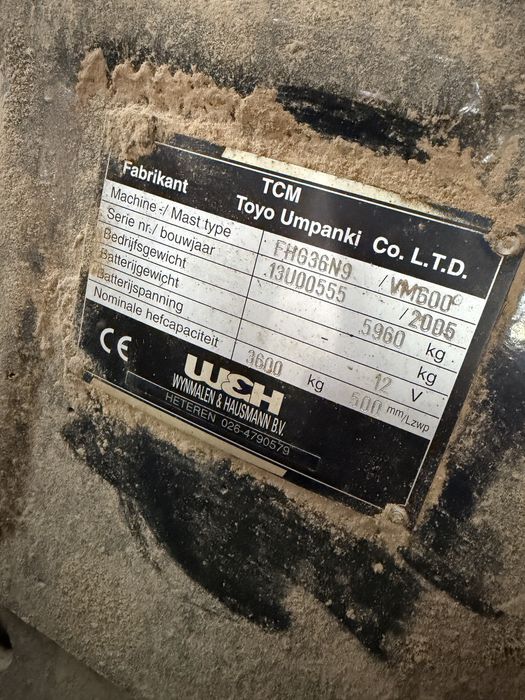 Fabrikant TCM
Toyo Umpanki Co. L.T.D.
Machine-/ Mast type FHG36N9 / VM600
Serie nr./ bouwjaar 13U00555 / 2005
Bedrijfsgewicht 5960 kg
Batterijgewicht kg
Batterijspanning 12 V
Nominale hefcapaciteit 3600 kg 500 mm/Lzwp
CE W&H
WYNMALEN & HAUSMANN B.V.
HETEREN 026-4790579